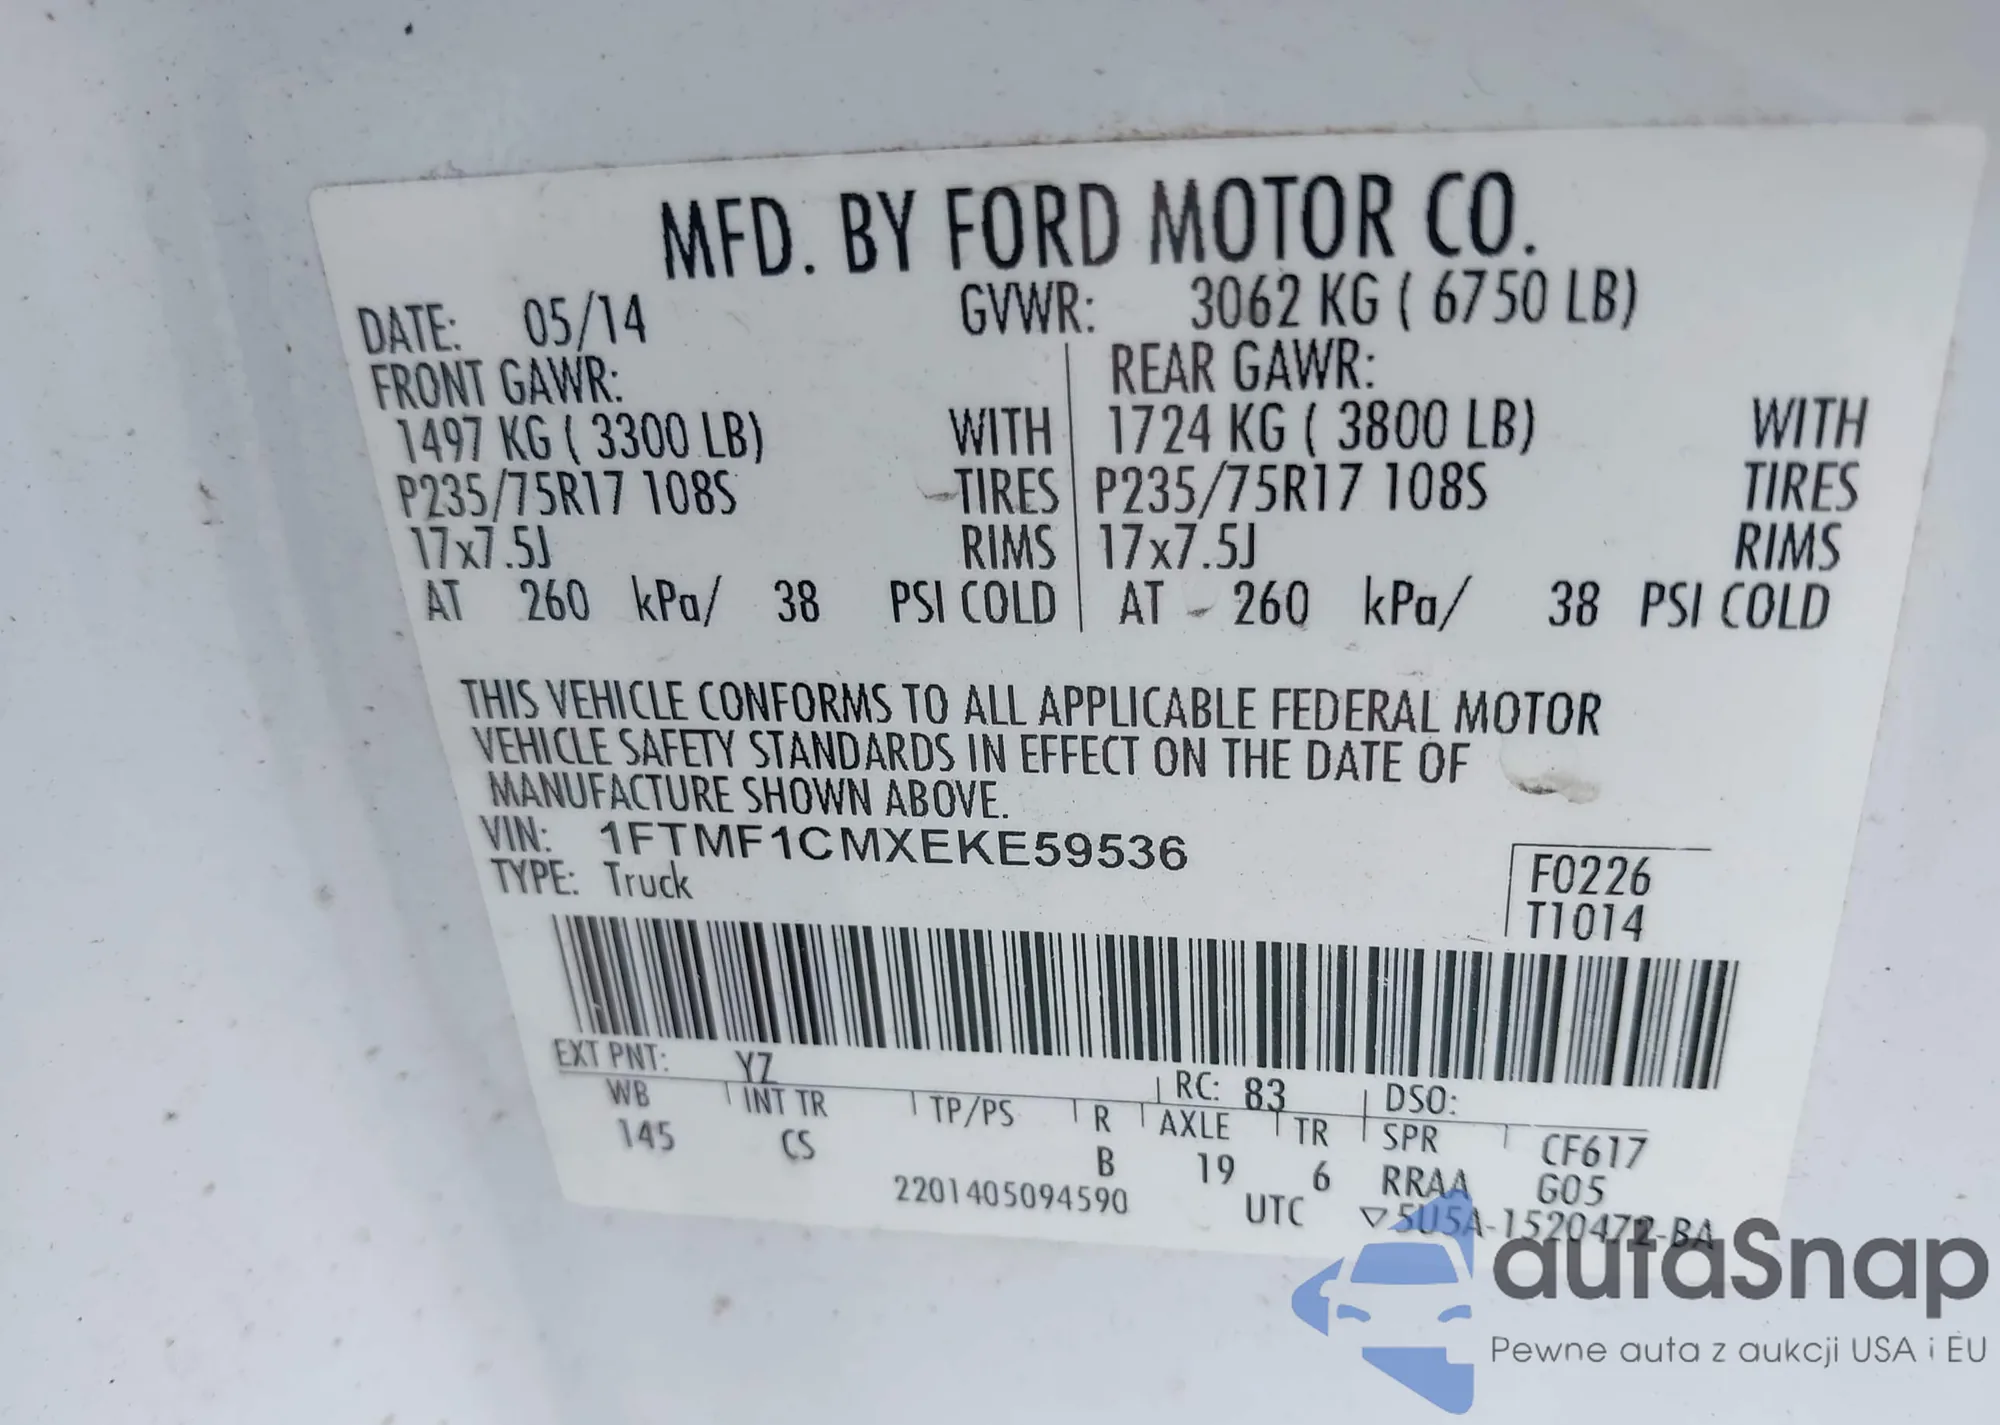 MFD. BY FORD MOTOR CO.
DATE: 05/14 GVWR: 3062 KG ( 6750 LB)
FRONT GAWR: REAR GAWR:
1497 KG ( 3300 LB) WITH 1724 KG ( 3800 LB) WITH
P235/75R17 108S TIRES P235/75R17 108S TIRES
17x7.5J RIMS 17x7.5J RIMS
AT 260 kPa/ 38 PSI COLD AT 260 kPa/ 38 PSI COLD
THIS VEHICLE CONFORMS TO ALL APPLICABLE FEDERAL MOTOR
VEHICLE SAFETY STANDARDS IN EFFECT ON THE DATE OF
MANUFACTURE SHOWN ABOVE.
VIN: 1FTMF1CMXEKE59536
TYPE: Truck
F0226
T1014
EXT PNT: YZ RC: 83 DSO:
WB INT TR TP/PS R AXLE TR SPR CF617
145 CS B 19 6 RRAA G05
2201405094590 UTC ▽5U5A-1520472-BA
autaSnap
Pewne auta z aukcji USA i EU